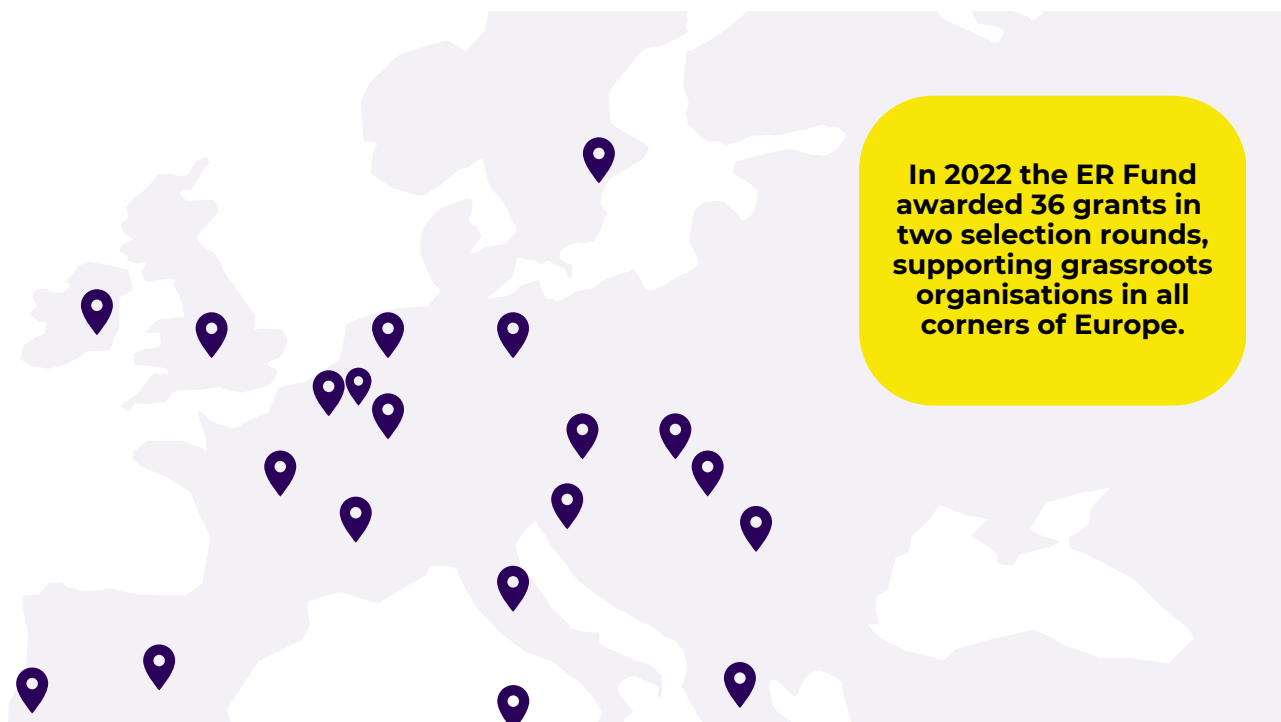 In 2022 the ER Fund
awarded 36 grants in
two selection rounds,
supporting grassroots
organisations in all
corners of Europe.